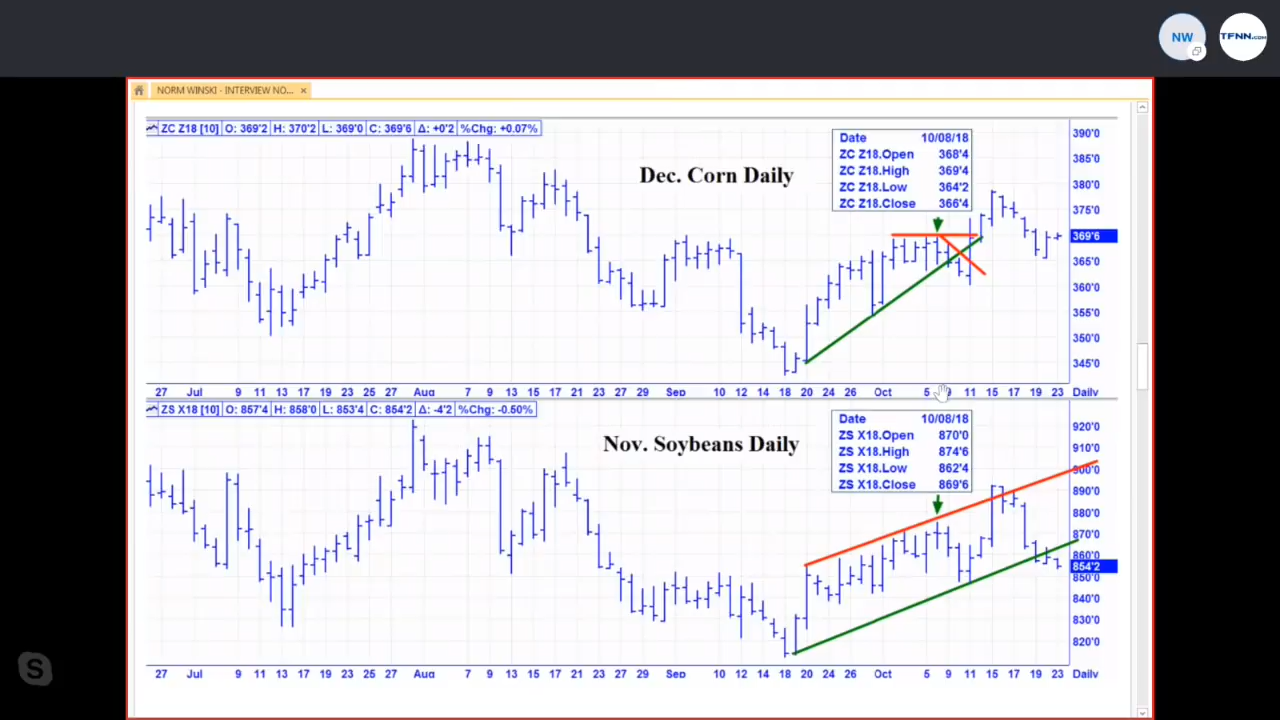 NW
TFNN.COM
NORM WINSKI - INTERVIEW NO... ×
ZC Z18 [10] O: 369'2 H: 370'2 L: 369'0 C: 369'6 Δ: +0'2 %Chg: +0.07%
Dec. Corn Daily
Date 10/08/18
ZC Z18.Open 368'4
ZC Z18.High 369'4
ZC Z18.Low 364'2
ZC Z18.Close 366'4
390'0
385'0
380'0
375'0
369'6
365'0
360'0
355'0
350'0
345'0
27 Jul 9 11 13 17 19 23 25 27 Aug 7 9 13 15 17 21 23 27 29 Sep 10 12 14 18 20 24 26 Oct 5 9 11 15 17 19 23 Daily
ZS X18 [10] O: 857'4 H: 858'0 L: 853'4 C: 854'2 Δ: -4'2 %Chg: -0.50%
Nov. Soybeans Daily
Date 10/08/18
ZS X18.Open 870'0
ZS X18.High 874'6
ZS X18.Low 862'4
ZS X18.Close 869'6
920'0
910'0
900'0
890'0
880'0
870'0
860'0
854'2
850'0
840'0
830'0
820'0
27 Jul 9 11 13 17 19 23 25 27 Aug 7 9 13 15 17 21 23 27 29 Sep 10 12 14 18 20 24 26 Oct 5 9 11 15 17 19 23 Daily
S